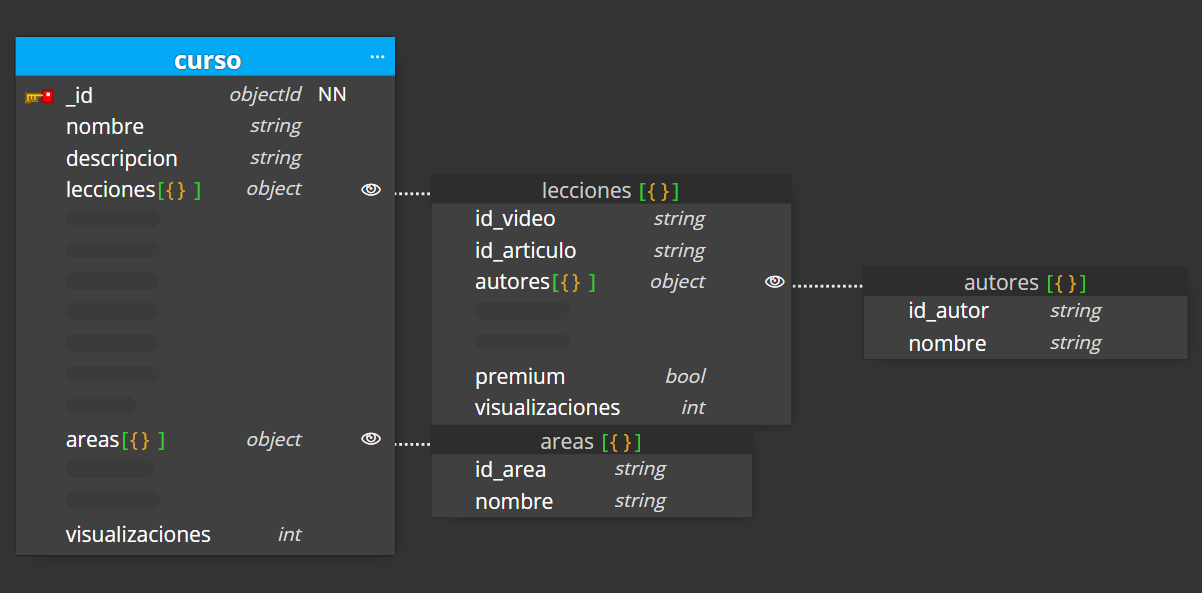 curso ...
_id objectId NN
nombre string
descripcion string
lecciones[{} ] object
lecciones [{}]
id_video string
id_articulo string
autores[{} ] object
autores [{}]
id_autor string
nombre string
premium bool
visualizaciones int
areas[{} ] object
areas [{}]
id_area string
nombre string
visualizaciones int